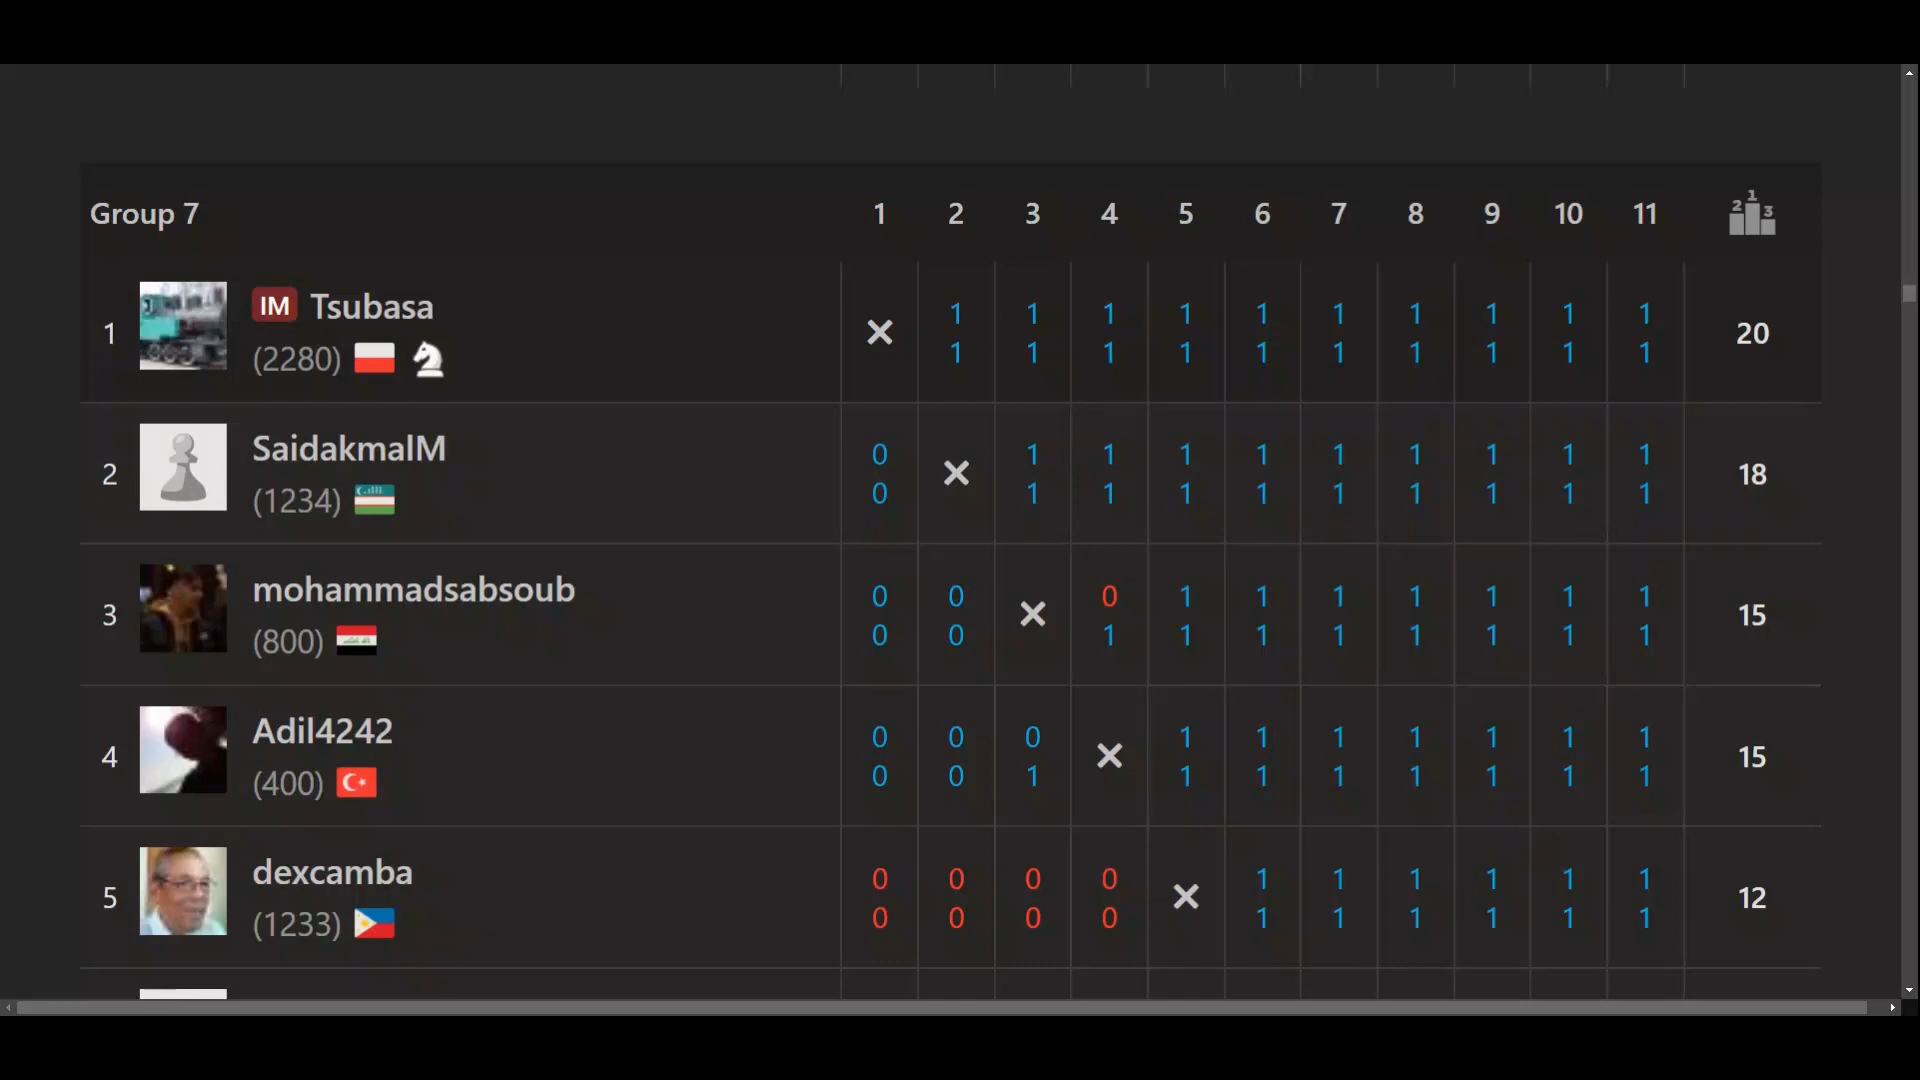 Group 7 1 2 3 4 5 6 7 8 9 10 11 2 1 3
1 IM Tsubasa
(2280)
1 1 1 1 1 1 1 1 1 1
1 1 1 1 1 1 1 1 1 1
20
2 SaidakmalM
(1234)
0 1 1 1 1 1 1 1 1 1
0 1 1 1 1 1 1 1 1 1
18
3 mohammadsabsoub
(800)
0 0 0 1 1 1 1 1 1 1
0 0 1 1 1 1 1 1 1 1
15
4 Adil4242
(400)
0 0 0 1 1 1 1 1 1 1
0 0 1 1 1 1 1 1 1 1
15
5 dexcamba
(1233)
0 0 0 0 1 1 1 1 1 1
0 0 0 0 1 1 1 1 1 1
12